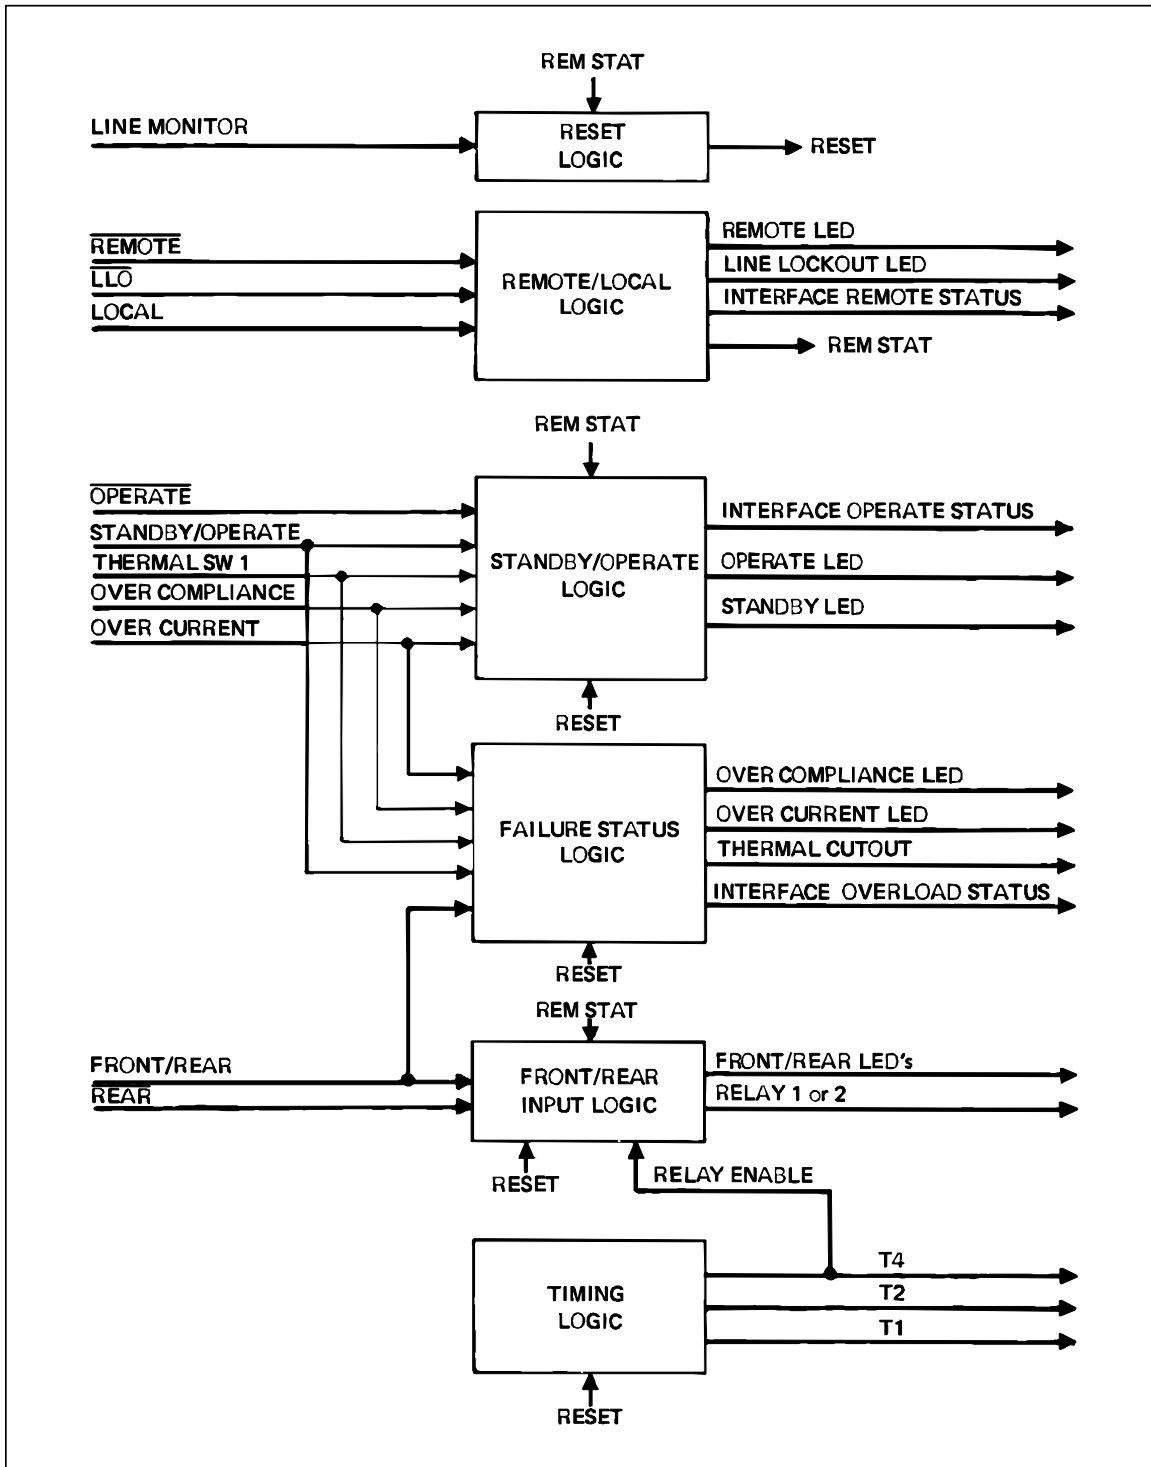 REM STAT
LINE MONITOR
RESET
LOGIC
RESET
REMOTE
LLO
LOCAL
REMOTE/LOCAL
LOGIC
REMOTE LED
LINE LOCKOUT LED
INTERFACE REMOTE STATUS
REM STAT
REM STAT
OPERATE
STANDBY/OPERATE
THERMAL SW 1
OVER COMPLIANCE
OVER CURRENT
STANDBY/OPERATE
LOGIC
INTERFACE OPERATE STATUS
OPERATE LED
STANDBY LED
RESET
FAILURE STATUS
LOGIC
OVER COMPLIANCE LED
OVER CURRENT LED
THERMAL CUTOUT
INTERFACE OVERLOAD STATUS
RESET
REM STAT
FRONT/REAR
REAR
FRONT/REAR
INPUT LOGIC
FRONT/REAR LED's
RELAY 1 or 2
RESET
RELAY ENABLE
TIMING
LOGIC
T4
T2
T1
RESET